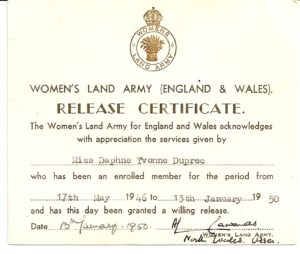 WOMEN'S
LAND ARMY
WOMEN'S LAND ARMY (ENGLAND & WALES).
RELEASE CERTIFICATE.
The Women's Land Army for England and Wales acknowledges
with appreciation the services given by
Miss Daphne Yvonne Dupree
who has been an enrolled member for the period from
17th May 1946 to 13th January 1950
and has this day been granted a willing release.
Date 13th January 1950.
WOMEN'S LAND ARMY.
North Wales